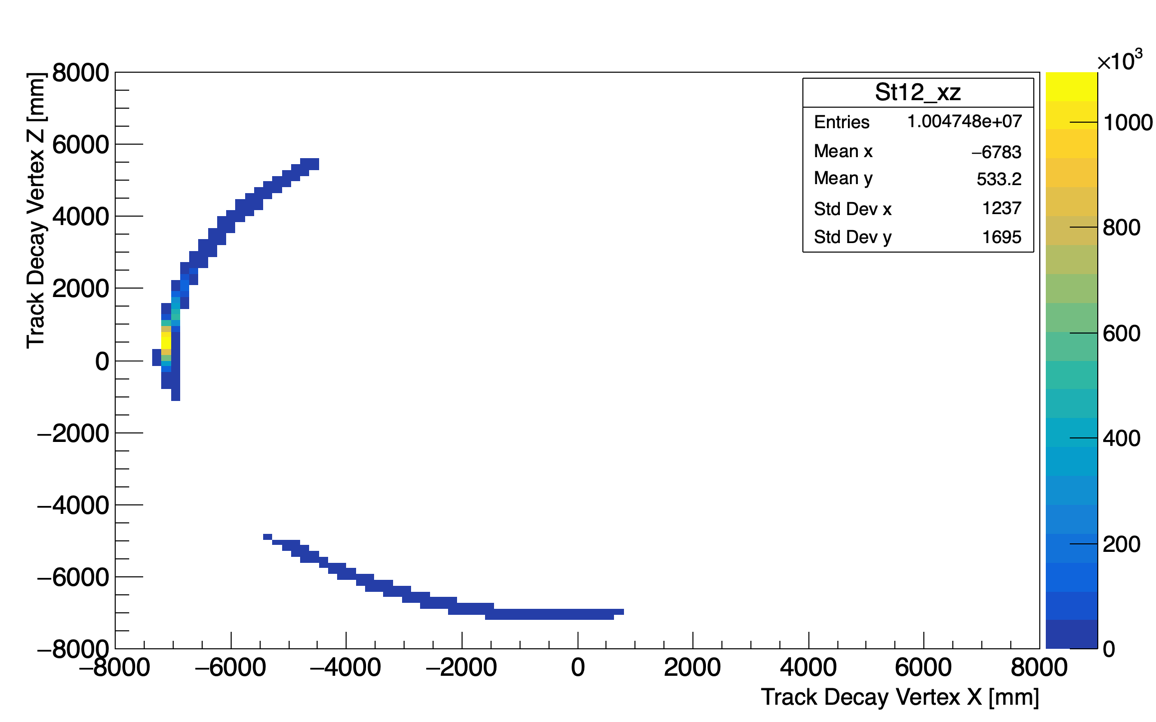 ×10³
8000
6000
4000
2000
0
−2000
−4000
−6000
−8000
Track Decay Vertex Z [mm]
St12_xz
Entries 1.004748e+07
Mean x −6783
Mean y 533.2
Std Dev x 1237
Std Dev y 1695
1000
800
600
400
200
0
−8000 −6000 −4000 −2000 0 2000 4000 6000 8000
Track Decay Vertex X [mm]